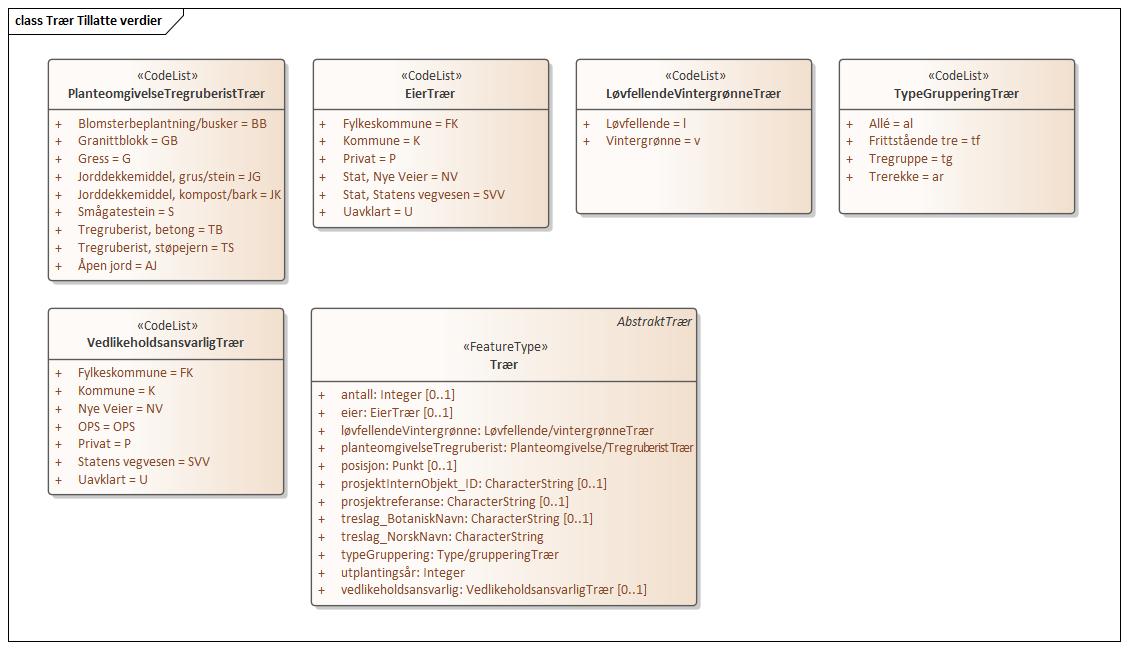 class Trær Tillatte verdier
«CodeList»
PlanteomgivelseTregruberistTrær
+ Blomsterbeplantning/busker = BB
+ Granittblokk = GB
+ Gress = G
+ Jorddekkemiddel, grus/stein = JG
+ Jorddekkemiddel, kompost/bark = JK
+ Smågatestein = S
+ Tregruberist, betong = TB
+ Tregruberist, støpejern = TS
+ Åpen jord = AJ
«CodeList»
EierTrær
+ Fylkeskommune = FK
+ Kommune = K
+ Privat = P
+ Stat, Nye Veier = NV
+ Stat, Statens vegvesen = SVV
+ Uavklart = U
«CodeList»
LøvfellendeVintergrønneTrær
+ Løvfellende = l
+ Vintergrønne = v
«CodeList»
TypeGrupperingTrær
+ Allé = al
+ Frittstående tre = tf
+ Tregruppe = tg
+ Trerekke = ar
«CodeList»
VedlikeholdsansvarligTrær
+ Fylkeskommune = FK
+ Kommune = K
+ Nye Veier = NV
+ OPS = OPS
+ Privat = P
+ Statens vegvesen = SVV
+ Uavklart = U
AbstraktTrær
«FeatureType»
Trær
+ antall: Integer [0..1]
+ eier: EierTrær [0..1]
+ løvfellendeVintergrønne: Løvfellende/vintergrønneTrær
+ planteomgivelseTregruberist: Planteomgivelse/TregruberistTrær
+ posisjon: Punkt [0..1]
+ prosjektInternObjekt_ID: CharacterString [0..1]
+ prosjektreferanse: CharacterString [0..1]
+ treslag_BotaniskNavn: CharacterString [0..1]
+ treslag_NorskNavn: CharacterString
+ typeGruppering: Type/grupperingTrær
+ utplantingsår: Integer
+ vedlikeholdsansvarlig: VedlikeholdsansvarligTrær [0..1]